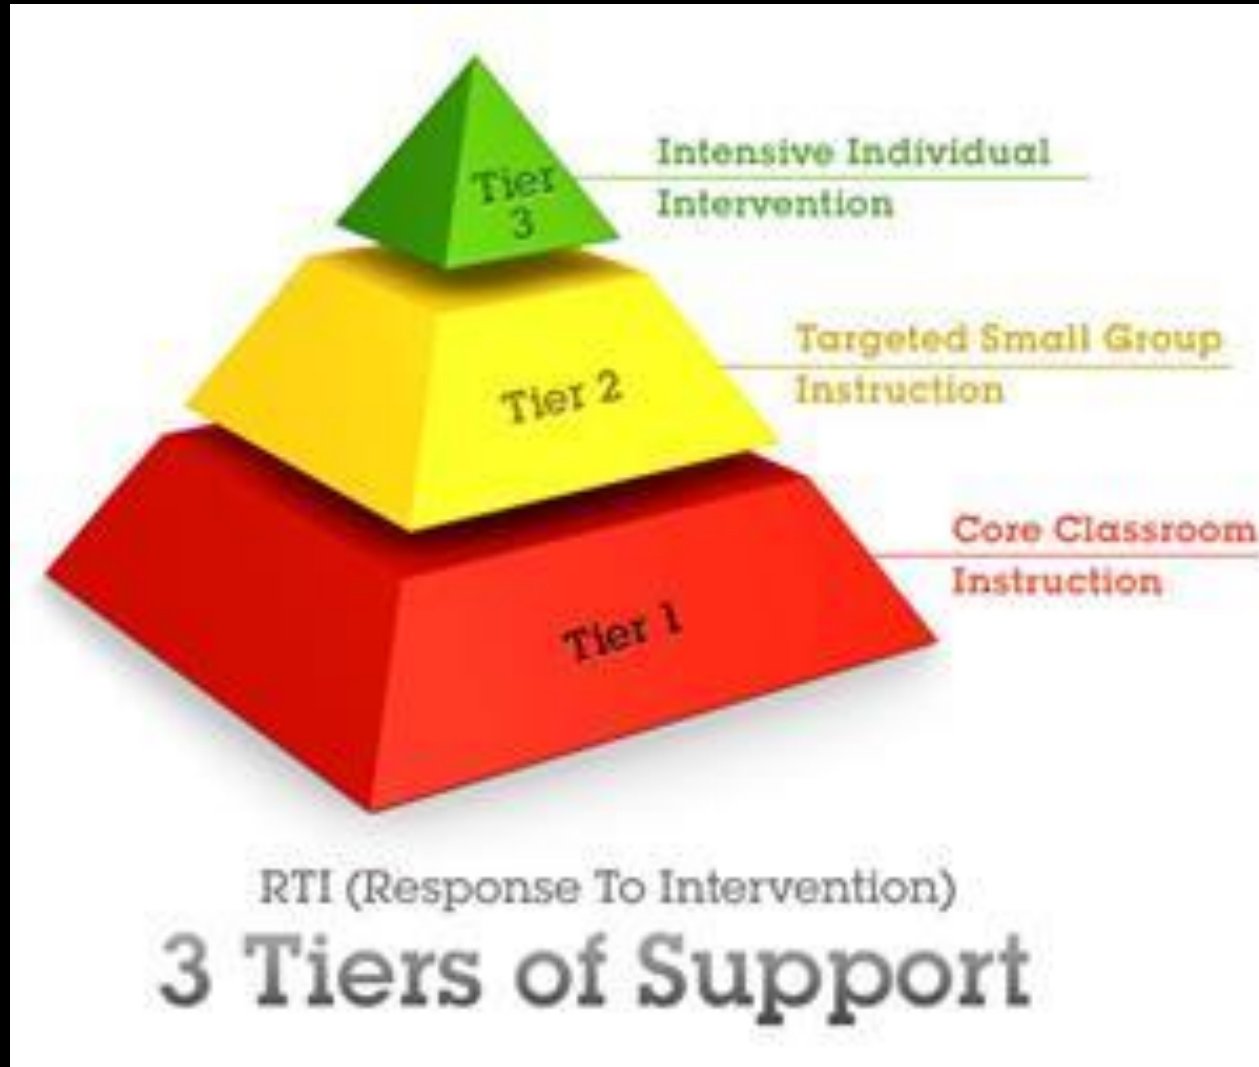 Tier
3
Intensive Individual
Intervention
Tier 2
Targeted Small Group
Instruction
Tier 1
Core Classroom
Instruction
RTI (Response To Intervention)
3 Tiers of Support